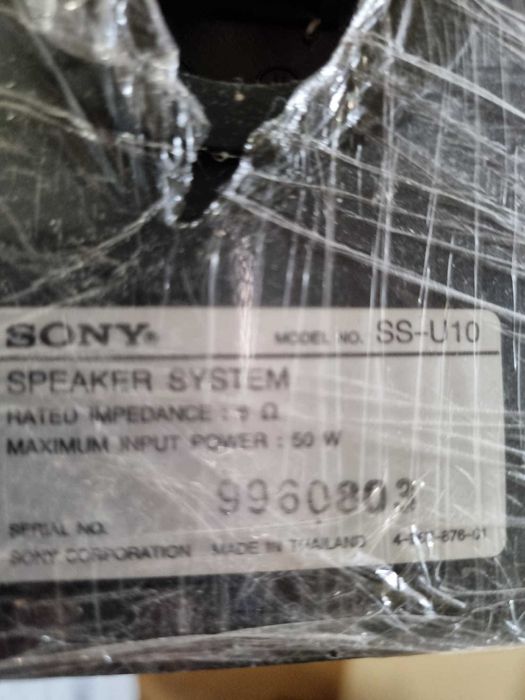 SONY® MODEL NO. SS-U10
SPEAKER SYSTEM
RATED IMPEDANCE : Ω
MAXIMUM INPUT POWER : 50 W
9960803
SERIAL NO.
SONY CORPORATION MADE IN THAILAND